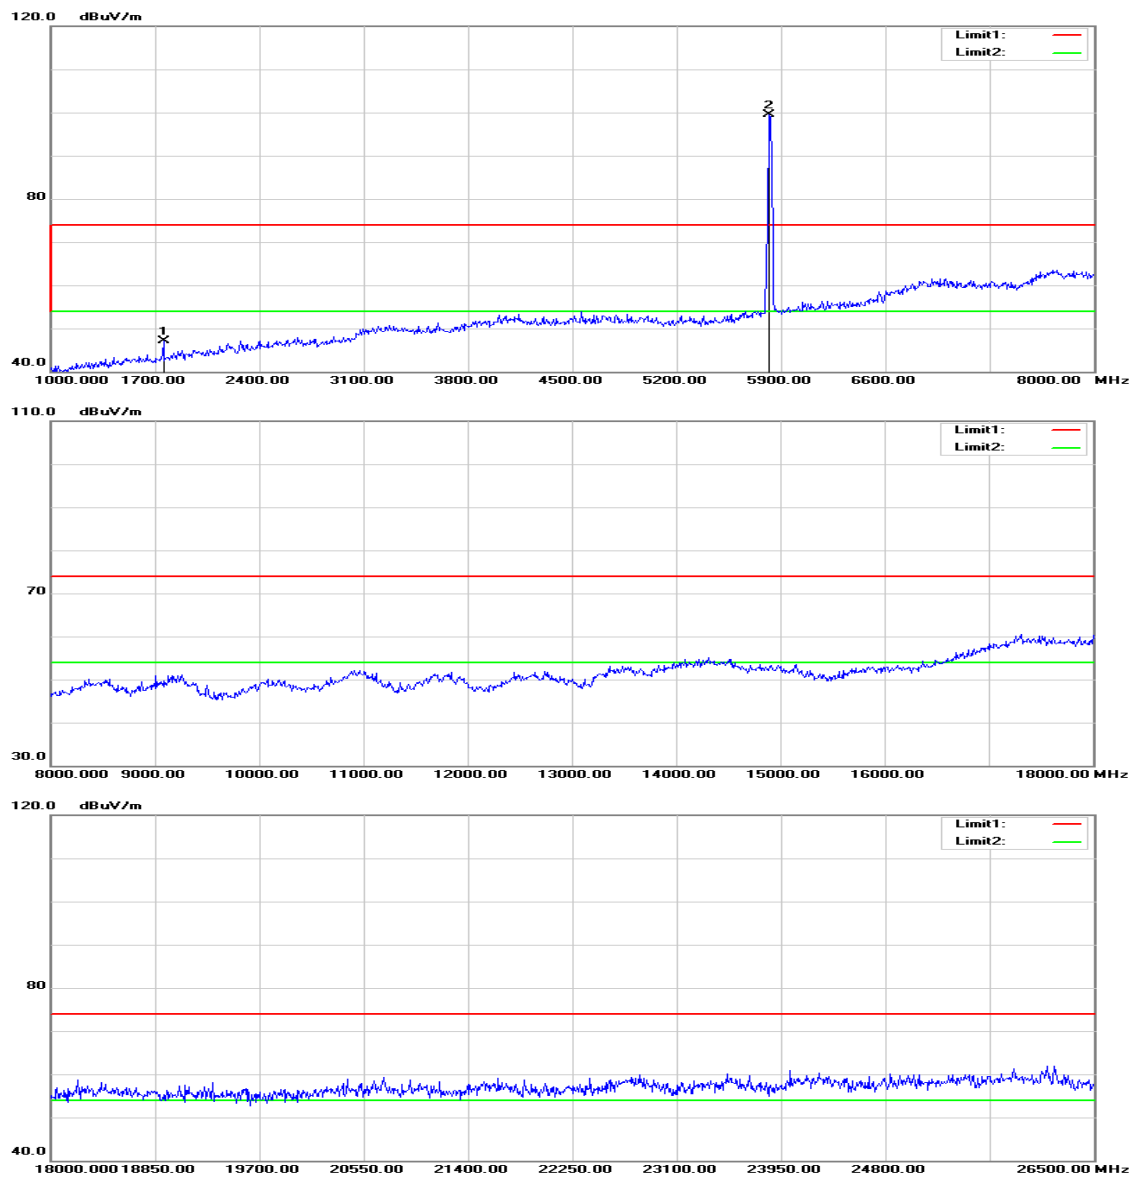 120.0 dBuV/m
Limit1:
Limit2:
2
80
1
40.0
1000.000 1700.00 2400.00 3100.00 3800.00 4500.00 5200.00 5900.00 6600.00 8000.00 MHz
110.0 dBuV/m
Limit1:
Limit2:
70
30.0
8000.000 9000.00 10000.00 11000.00 12000.00 13000.00 14000.00 15000.00 16000.00 18000.00 MHz
120.0 dBuV/m
Limit1:
Limit2:
80
40.0
18000.000 18850.00 19700.00 20550.00 21400.00 22250.00 23100.00 23950.00 24800.00 26500.00 MHz